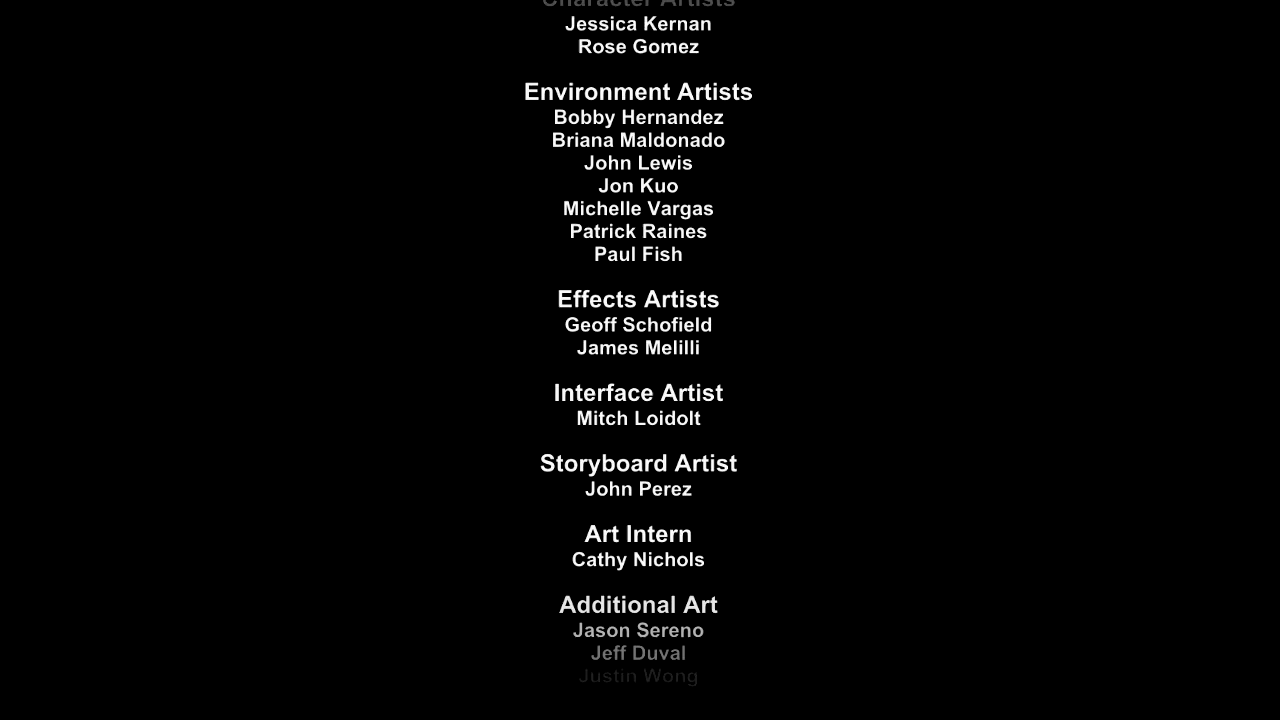 Character Artists
Jessica Kernan
Rose Gomez
Environment Artists
Bobby Hernandez
Briana Maldonado
John Lewis
Jon Kuo
Michelle Vargas
Patrick Raines
Paul Fish
Effects Artists
Geoff Schofield
James Melilli
Interface Artist
Mitch Loidolt
Storyboard Artist
John Perez
Art Intern
Cathy Nichols
Additional Art
Jason Sereno
Jeff Duval
Justin Wong